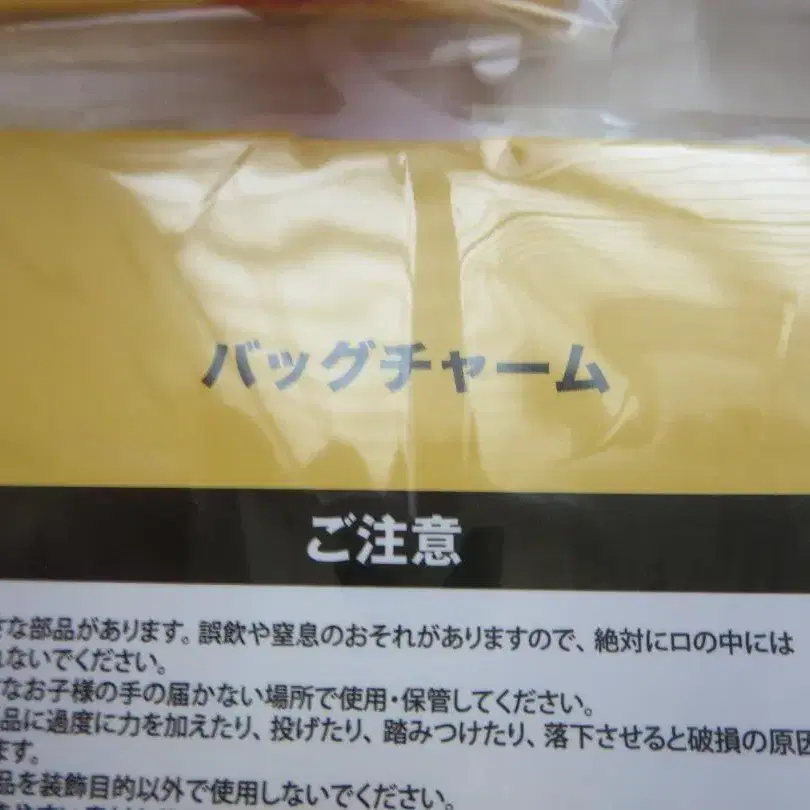 バッグチャーム
ご注意
さな部品があります。誤飲や窒息のおそれがありますので、絶対に口の中には
れないでください。
なお子様の手の届かない場所で使用・保管してください。
品に過度に力を加えたり、投げたり、踏みつけたり、落下させると破損の原因
ます。
品を装飾目的以外で使用しないでください。